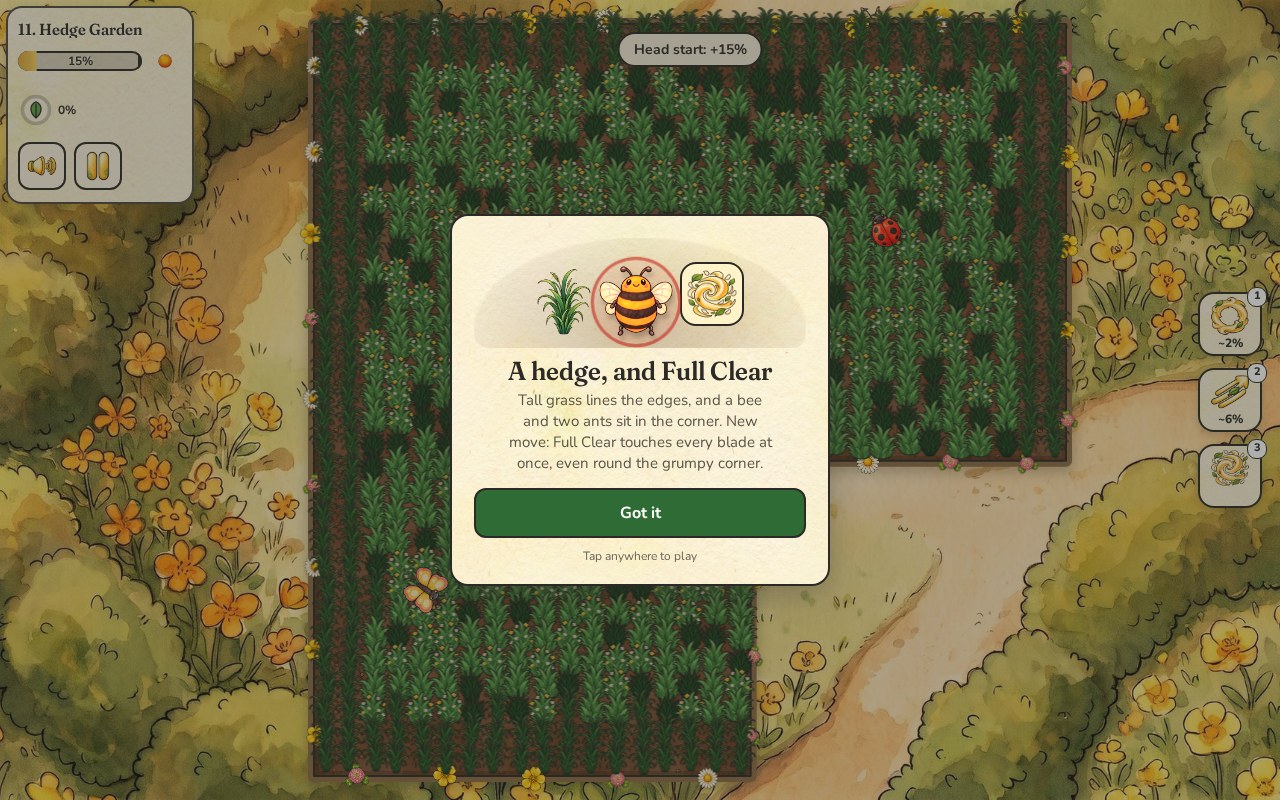 11. Hedge Garden
15%
0%
Head start: +15%
A hedge, and Full Clear
Tall grass lines the edges, and a bee
and two ants sit in the corner. New
move: Full Clear touches every blade at
once, even round the grumpy corner.
Got it
Tap anywhere to play
1
~2%
2
~6%
3